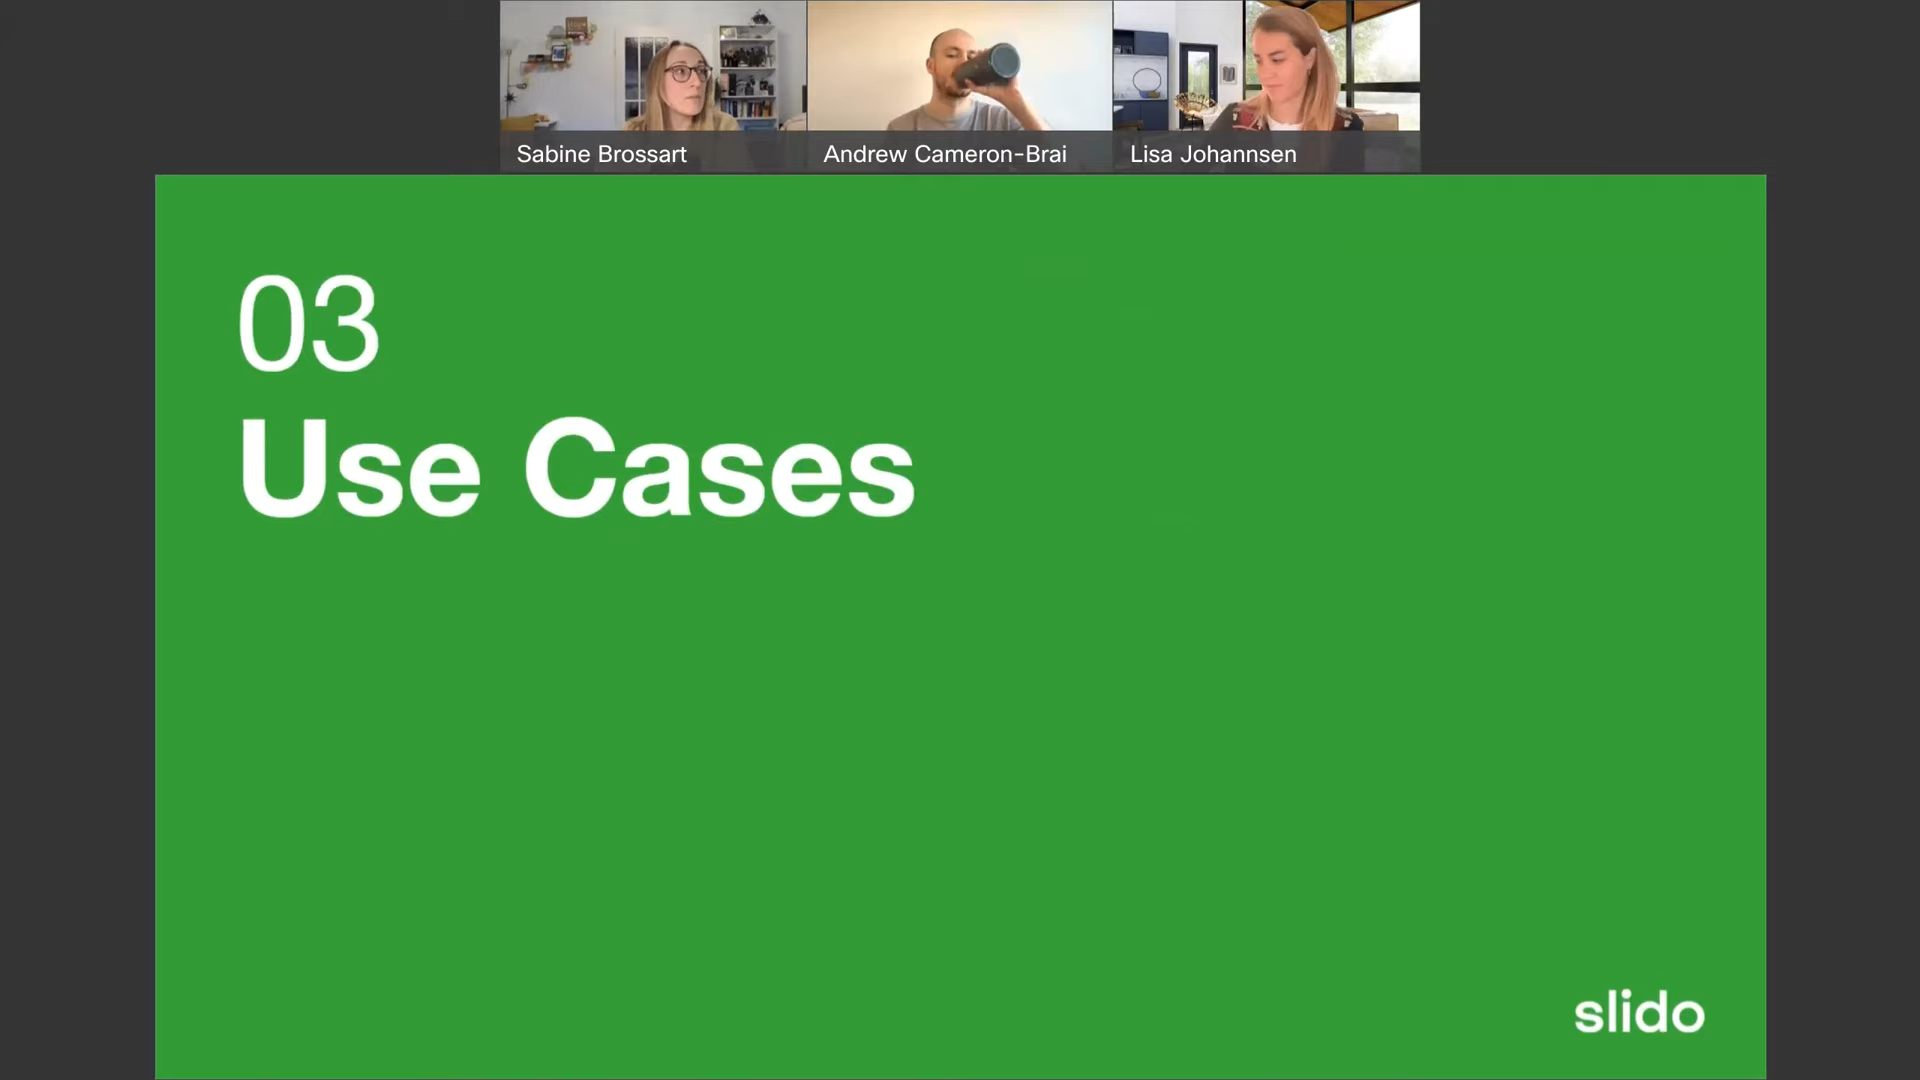 Sabine Brossart
Andrew Cameron-Brai
Lisa Johannsen
03
Use Cases
slido